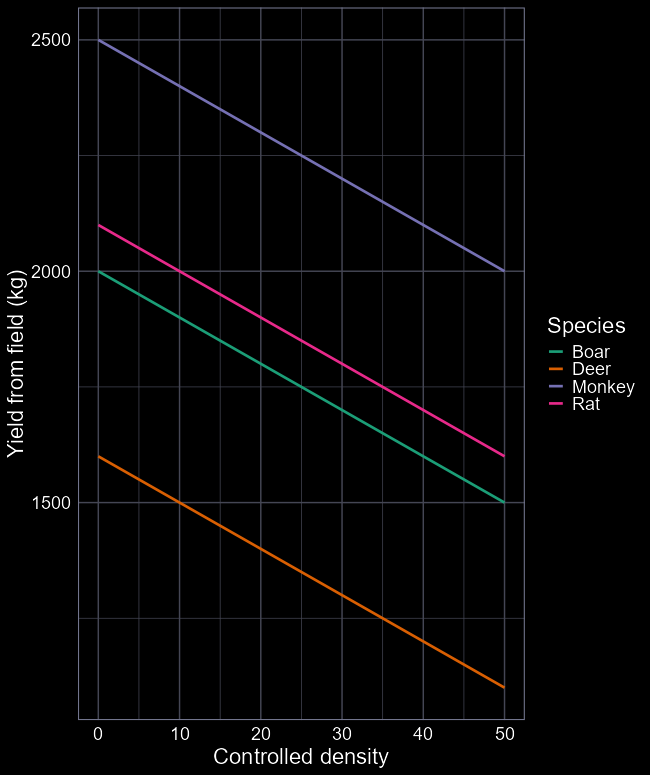 2500
2000
1500
Yield from field (kg)
0 10 20 30 40 50
Controlled density
Species
Boar
Deer
Monkey
Rat